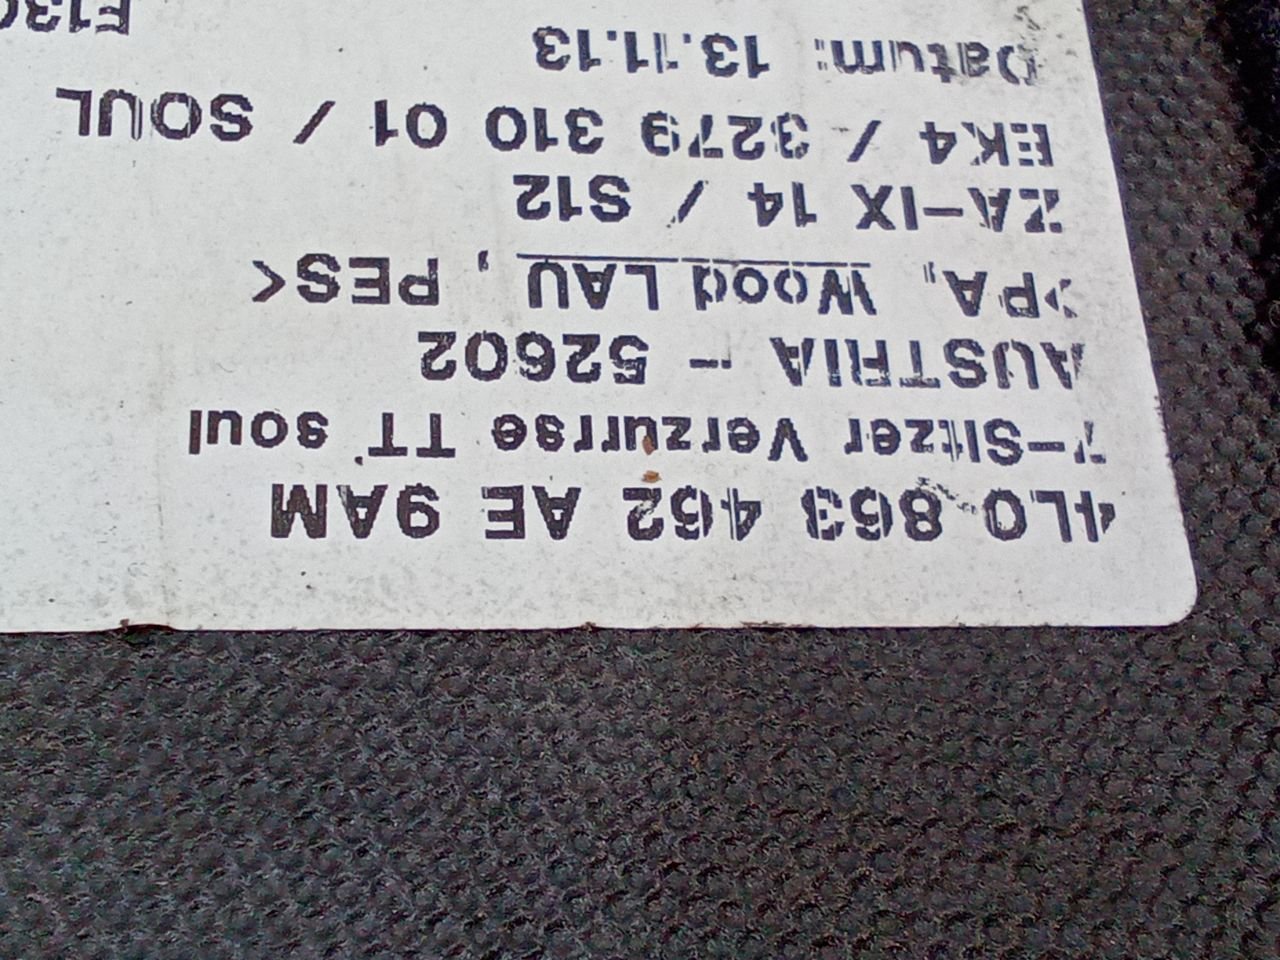 4L0 863 462 AE 9AM
7-Sitzer Verzurrse TT soul
AUSTRIA - 52602
>PA, Wood LAU , PES<
ZA-IX 14 / S12
EK4 / 3279 310 01 / SOUL
Datum: 13.11.13